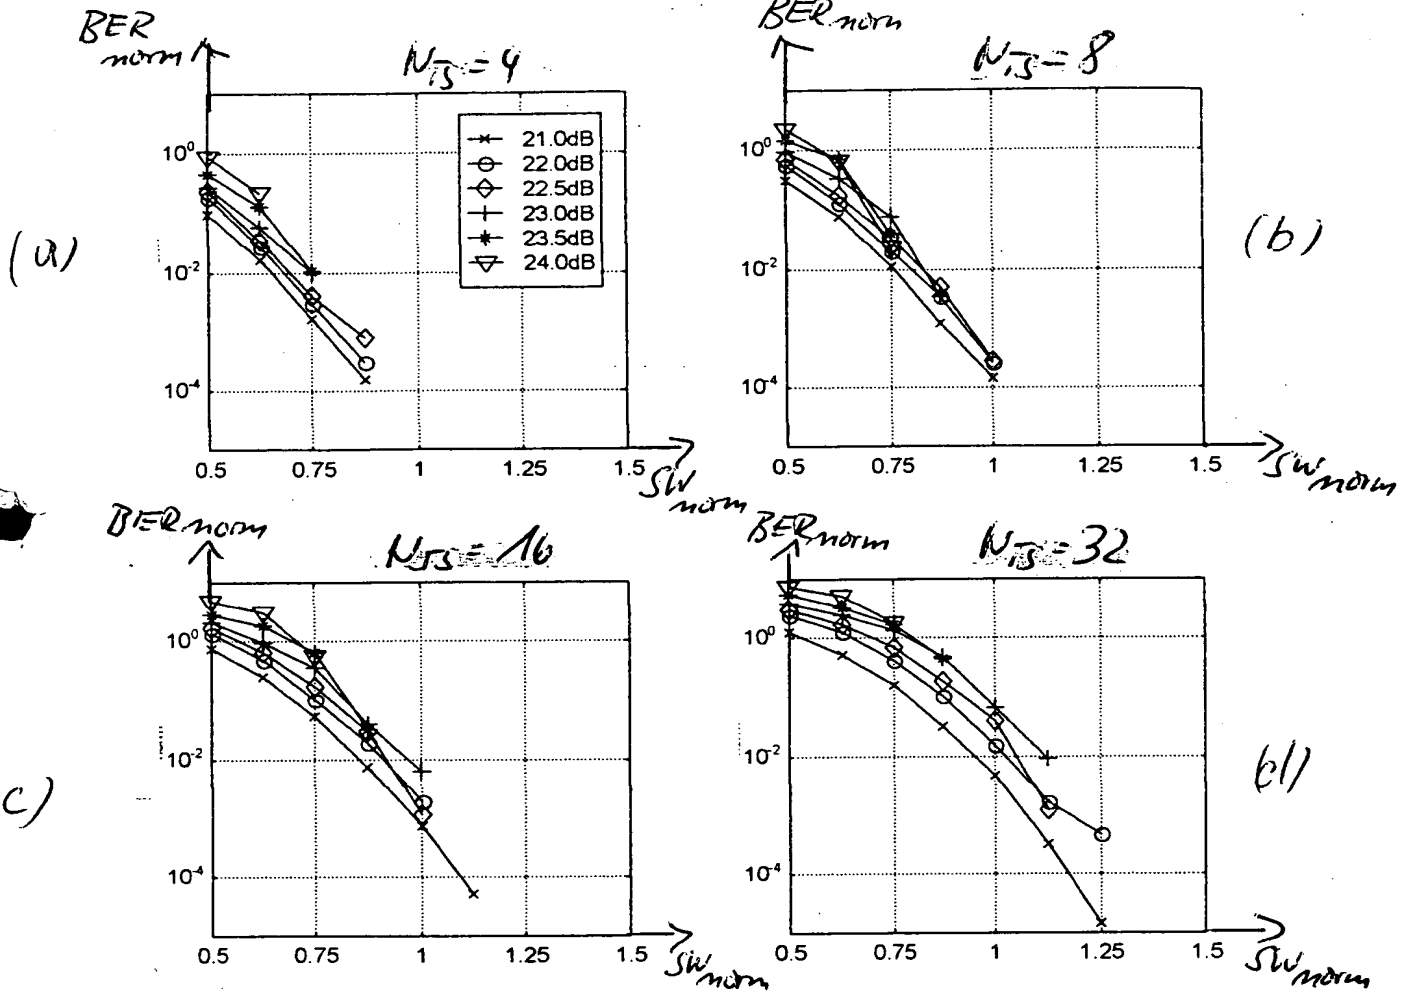 BER norm
N_TS = 4
(a)
10^0
10^-2
10^-4
21.0dB
22.0dB
22.5dB
23.0dB
23.5dB
24.0dB
0.5 0.75 1 1.25 1.5
SW norm
BER norm
N_TS = 8
(b)
10^0
10^-2
10^-4
0.5 0.75 1 1.25 1.5
SW norm
BER norm
N_TS = 16
c)
10^0
10^-2
10^-4
0.5 0.75 1 1.25 1.5
SW norm
BER norm
N_TS = 32
(d)
10^0
10^-2
10^-4
0.5 0.75 1 1.25 1.5
SW norm